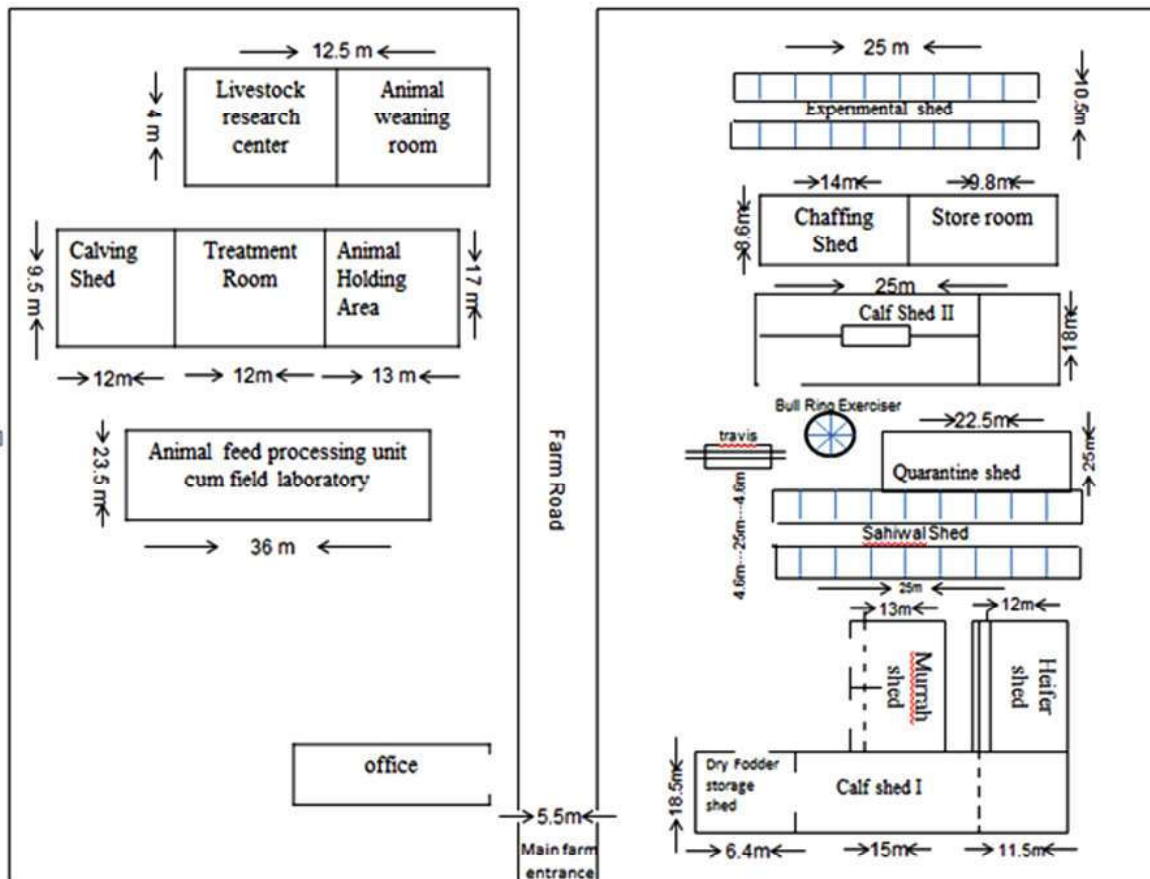 12.5 m
4 m
Livestock
research
center
Animal
weaning
room
9.5 m
Calving
Shed
Treatment
Room
Animal
Holding
Area
17 m
12m
12m
13 m
23.5 m
Animal feed processing unit
cum field laboratory
36 m
office
Farm Road
5.5m
Main farm
entrance
25 m
Experimental shed
10.5m
14m
9.8m
8.6m
Chaffing
Shed
Store room
25m
Calf Shed II
18m
Bull Ring Exerciser
travis
22.5m
Quarantine shed
25m
4.6m---25m---4.6m
Sahiwal Shed
25m
13m
12m
Murrah
shed
Heifer
shed
18.5m
Dry Fodder
storage
shed
Calf shed I
6.4m
15m
11.5m